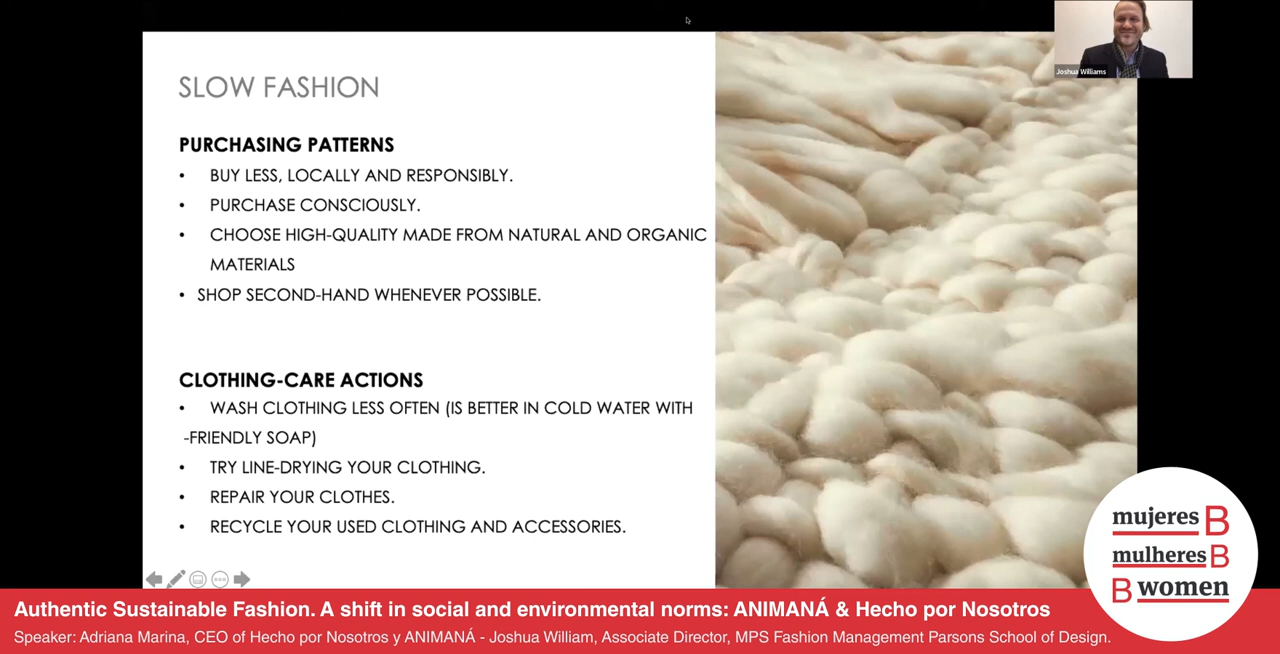 Joshua Williams
SLOW FASHION
PURCHASING PATTERNS
• BUY LESS, LOCALLY AND RESPONSIBLY.
• PURCHASE CONSCIOUSLY.
• CHOOSE HIGH-QUALITY MADE FROM NATURAL AND ORGANIC
MATERIALS
• SHOP SECOND-HAND WHENEVER POSSIBLE.
CLOTHING-CARE ACTIONS
• WASH CLOTHING LESS OFTEN (IS BETTER IN COLD WATER WITH
-FRIENDLY SOAP)
• TRY LINE-DRYING YOUR CLOTHING.
• REPAIR YOUR CLOTHES.
• RECYCLE YOUR USED CLOTHING AND ACCESSORIES.
mujeres B
mulheres B
B women
Authentic Sustainable Fashion. A shift in social and environmental norms: ANIMANÁ & Hecho por Nosotros
Speaker: Adriana Marina, CEO of Hecho por Nosotros y ANIMANÁ - Joshua William, Associate Director, MPS Fashion Management Parsons School of Design.